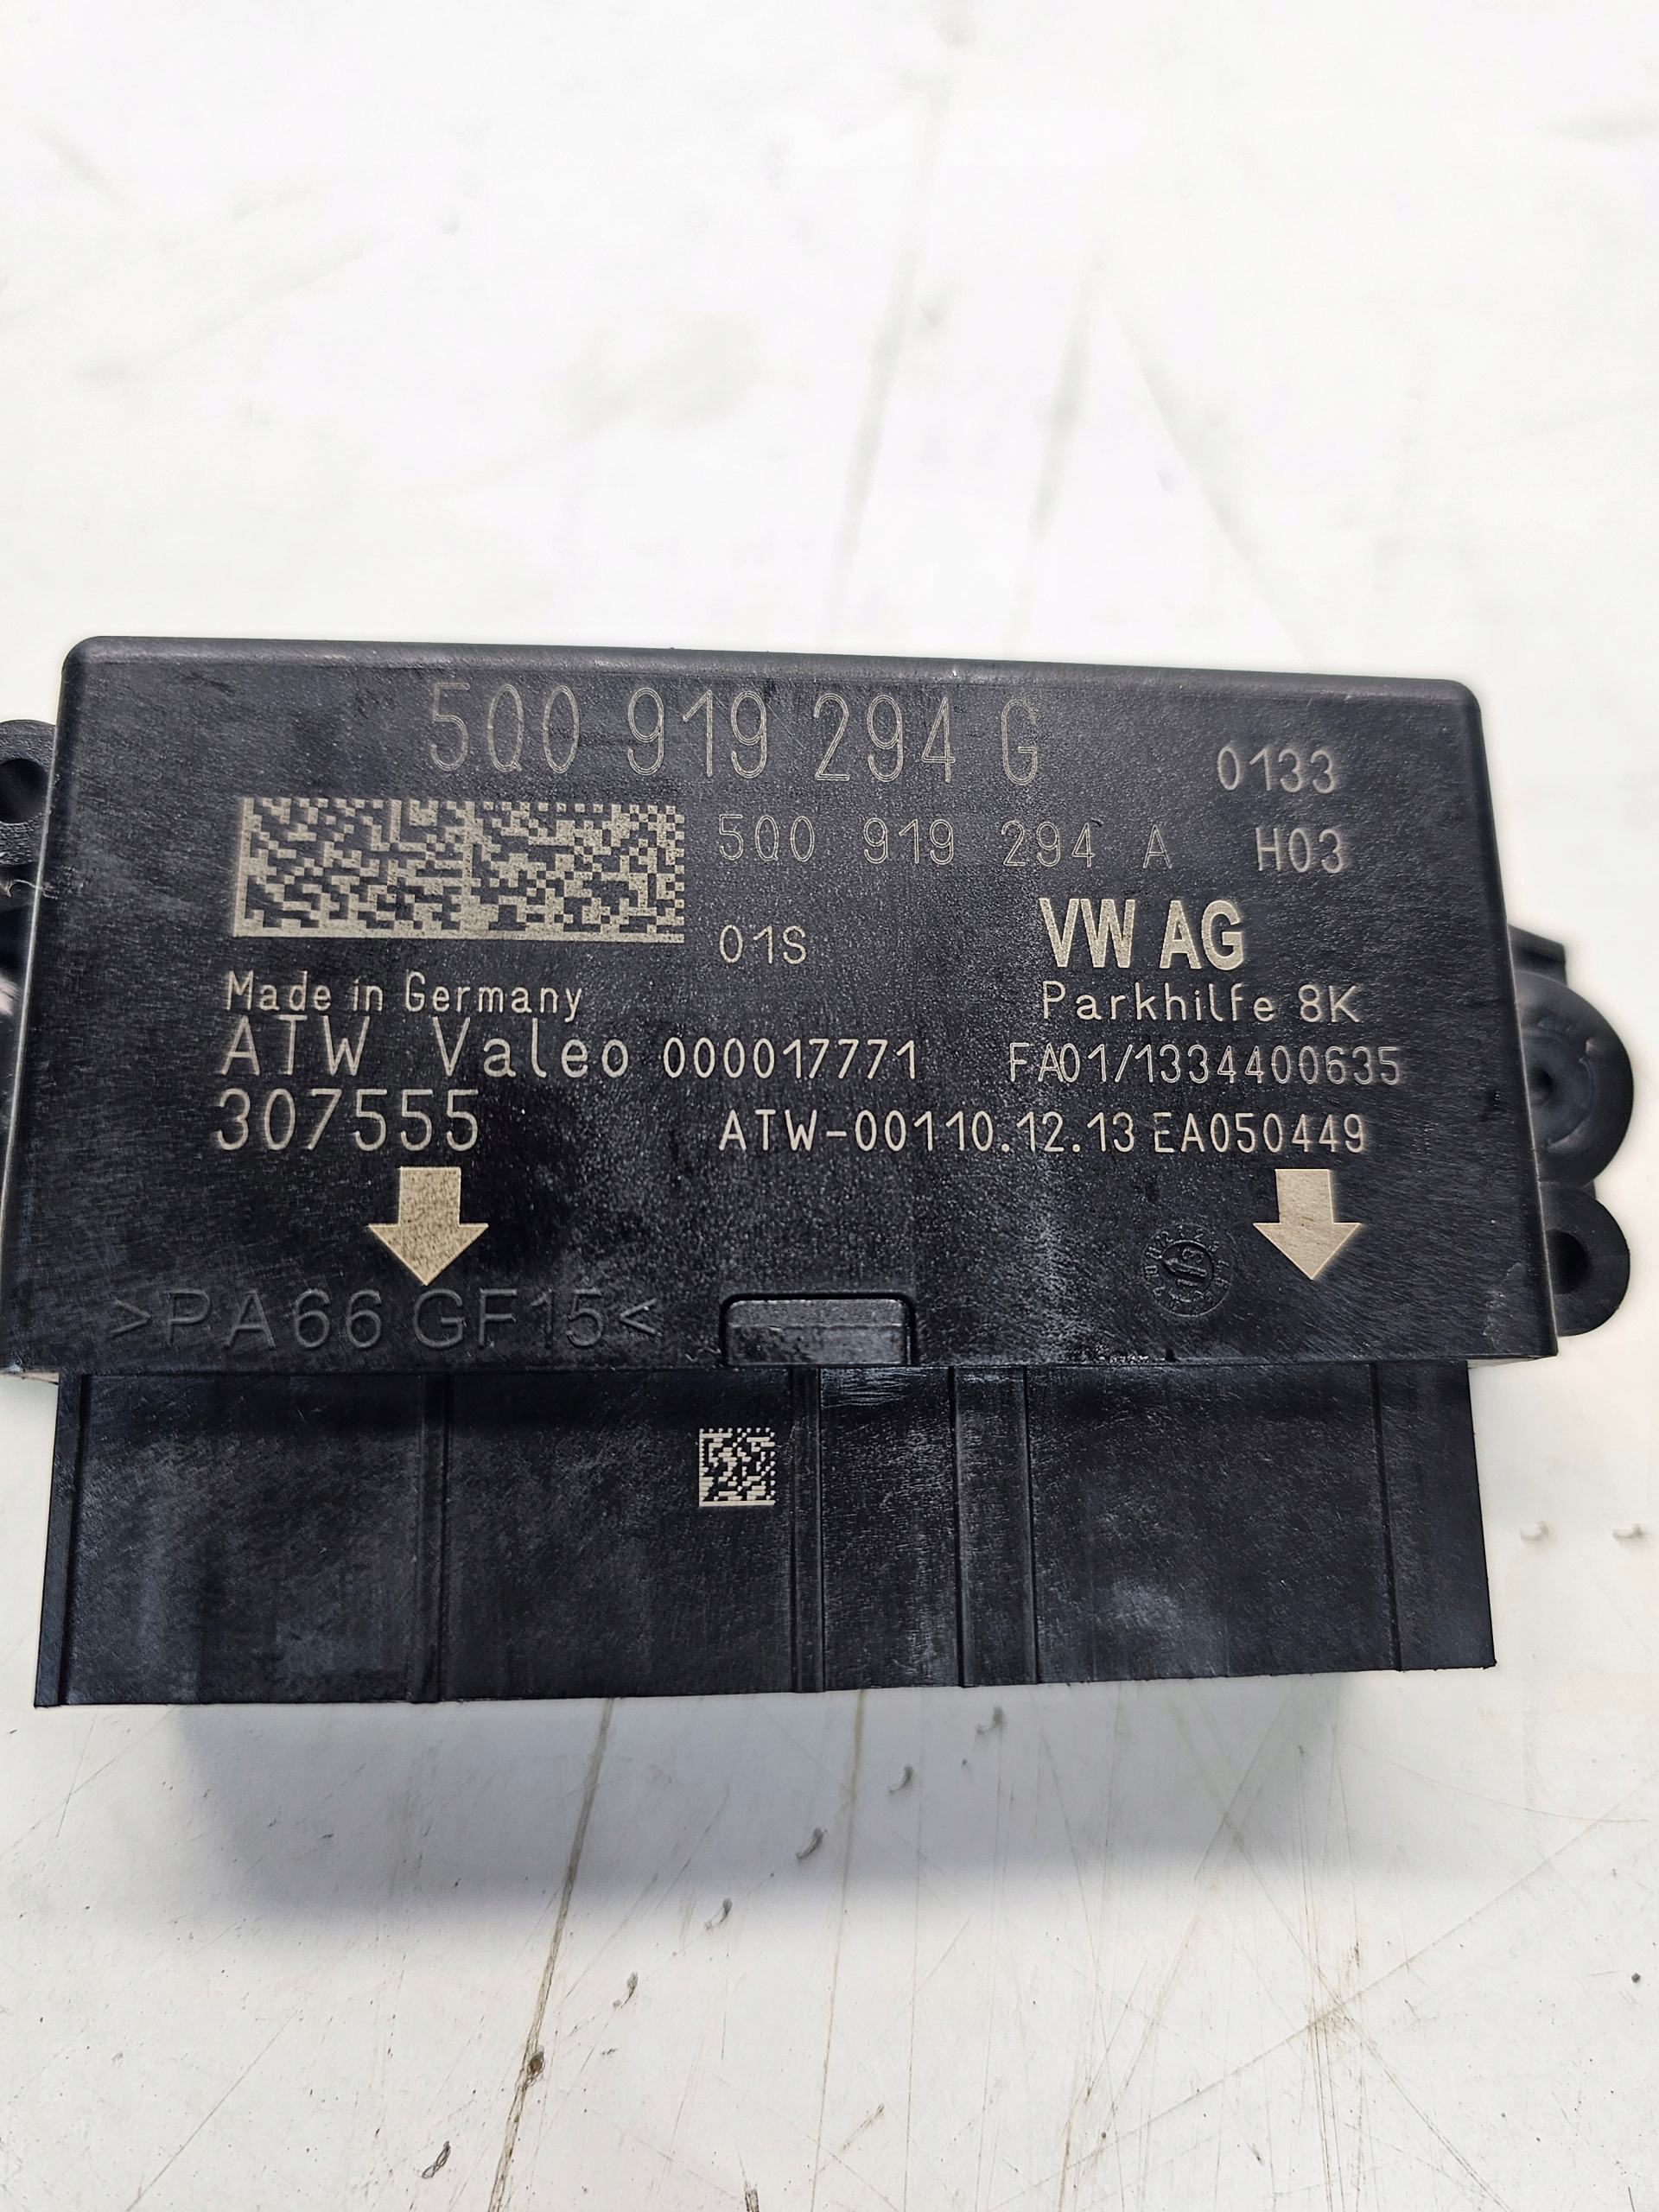 5Q0 919 294 G
0133
5Q0 919 294 A H03
01S VW AG
Made in Germany Parkhilfe 8K
ATW Valeo 000017771 FA01/1334400635
307555 ATW-00110.12.13 EA050449
>PA66 GF15<